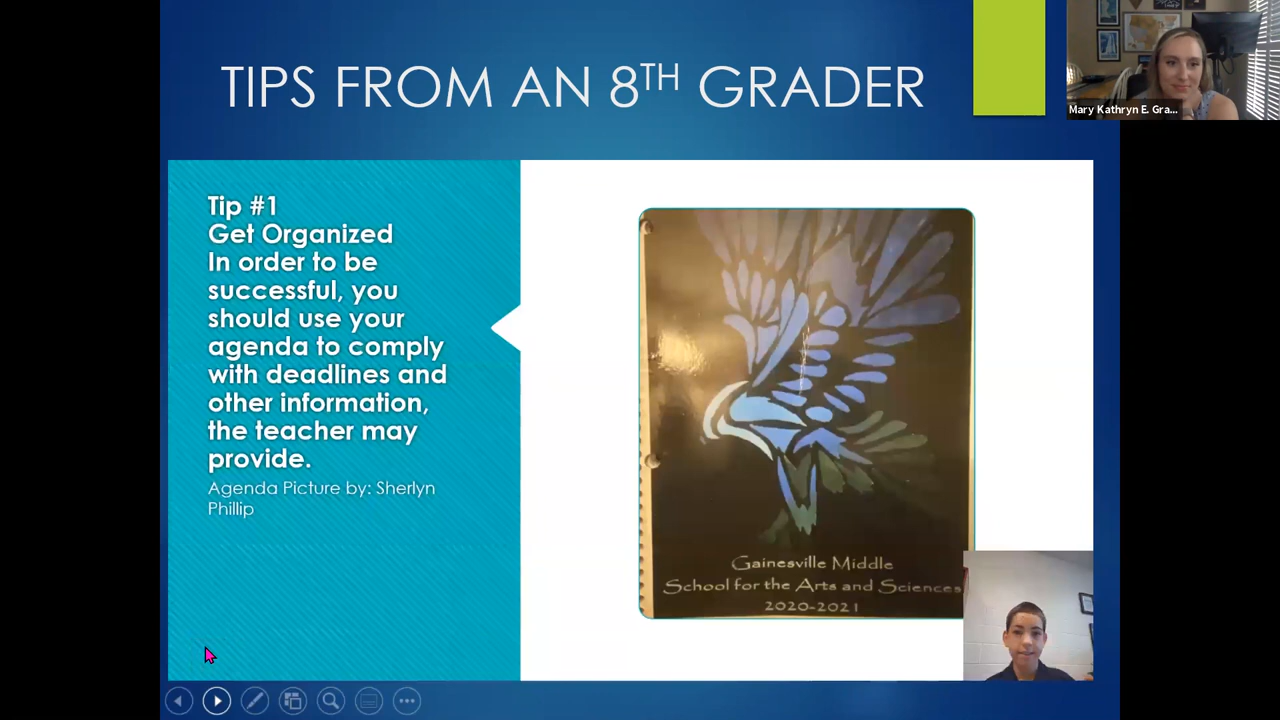 TIPS FROM AN 8TH GRADER
Mary Kathryn E. Gra...
Tip #1
Get Organized
In order to be
successful, you
should use your
agenda to comply
with deadlines and
other information,
the teacher may
provide.
Agenda Picture by: Sherlyn
Phillip
Gainesville Middle
School for the Arts and Sciences
2020-2021